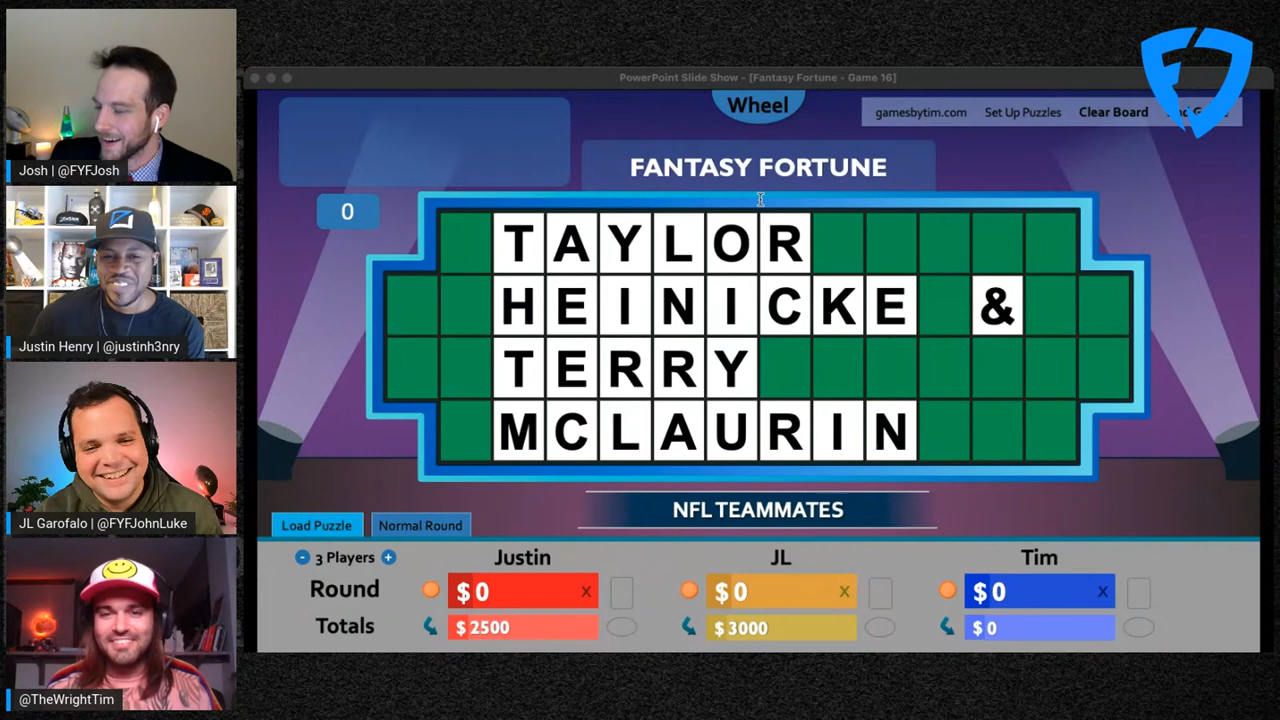 PowerPoint Slide Show - [Fantasy Fortune - Game 16]
Wheel
gamesbytim.com Set Up Puzzles Clear Board
FANTASY FORTUNE
0
TAYLOR
HEINICKE &
TERRY
MCLAURIN
NFL TEAMMATES
Load Puzzle Normal Round
- 3 Players +
Justin JL Tim
Round $ 0 x $ 0 x $ 0 x
Totals $ 2500 $ 3000 $ 0
Josh | @FYFJosh
Justin Henry | @justinh3nry
JL Garofalo | @FYFJohnLuke
@TheWrightTim